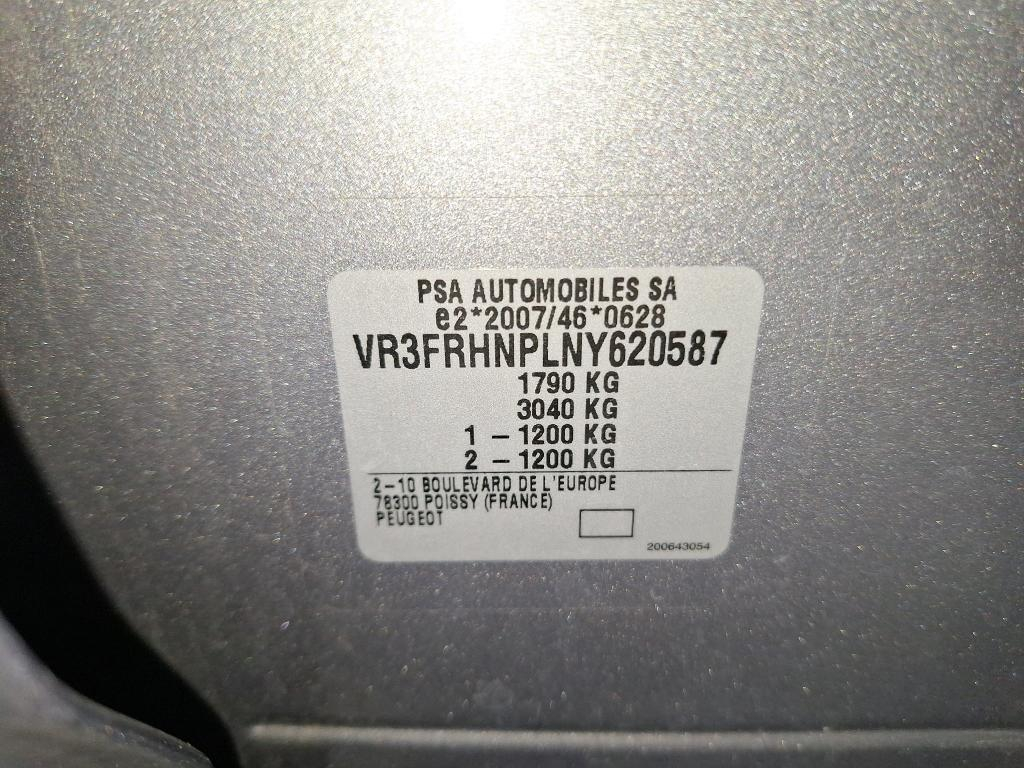 PSA AUTOMOBILES SA
e2*2007/46*0628
VR3FRHNPLNY620587
1790 KG
3040 KG
1 – 1200 KG
2 – 1200 KG
2–10 BOULEVARD DE L'EUROPE
78300 POISSY (FRANCE)
PEUGEOT
200643054